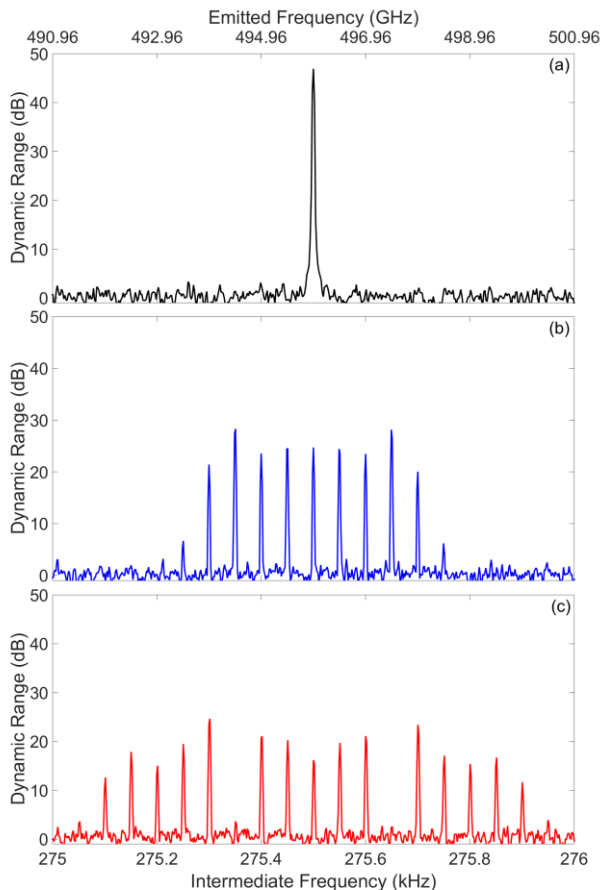 Emitted Frequency (GHz)
490.96 492.96 494.96 496.96 498.96 500.96
50
40
30
20
10
0
Dynamic Range (dB)
(a)
50
40
30
20
10
0
Dynamic Range (dB)
(b)
50
40
30
20
10
0
Dynamic Range (dB)
(c)
275 275.2 275.4 275.6 275.8 276
Intermediate Frequency (kHz)